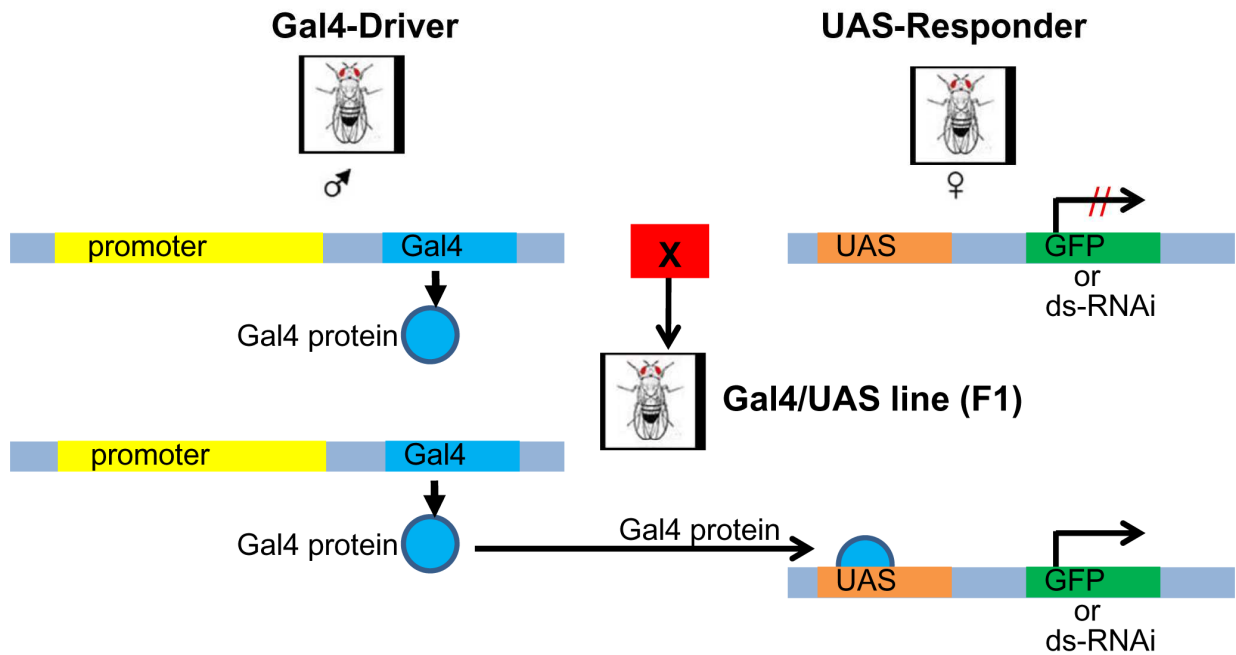 Gal4-Driver
UAS-Responder
♂
♀
promoter
Gal4
X
UAS
GFP
or
ds-RNAi
Gal4 protein
Gal4/UAS line (F1)
promoter
Gal4
Gal4 protein
Gal4 protein
UAS
GFP
or
ds-RNAi